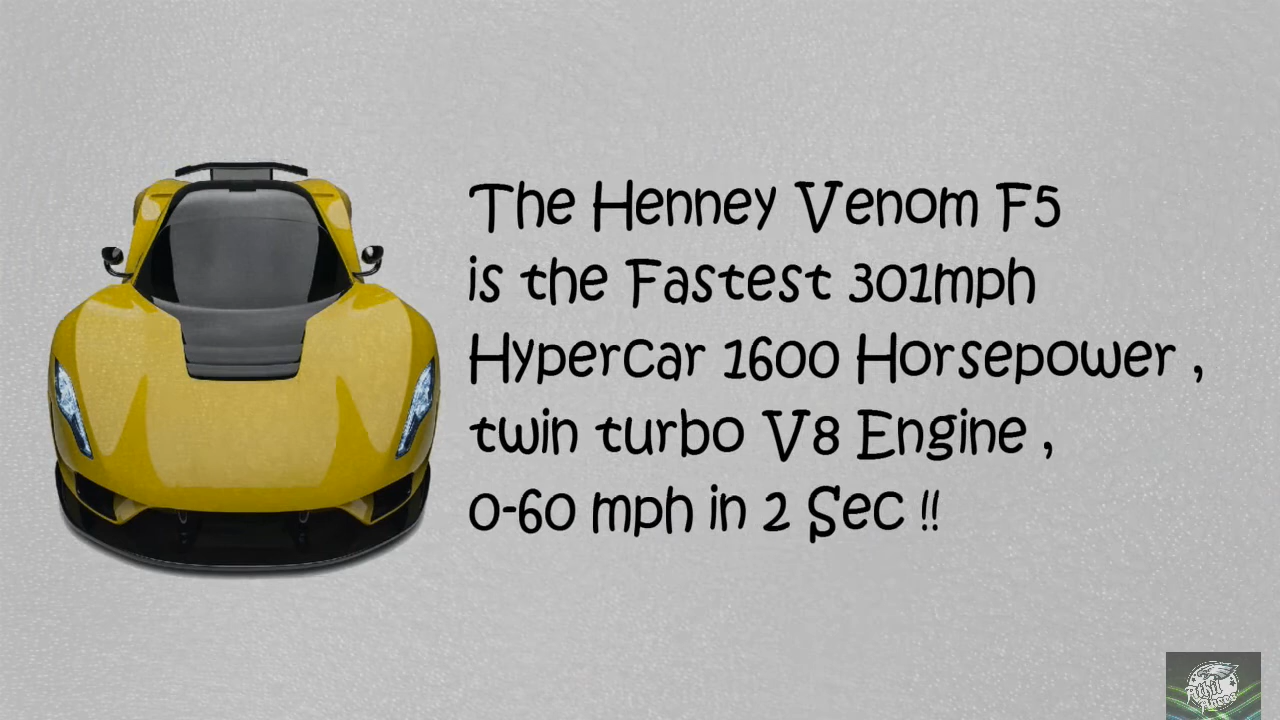 The Henney Venom F5
is the Fastest 301mph
Hypercar 1600 Horsepower ,
twin turbo V8 Engine ,
0-60 mph in 2 Sec !!